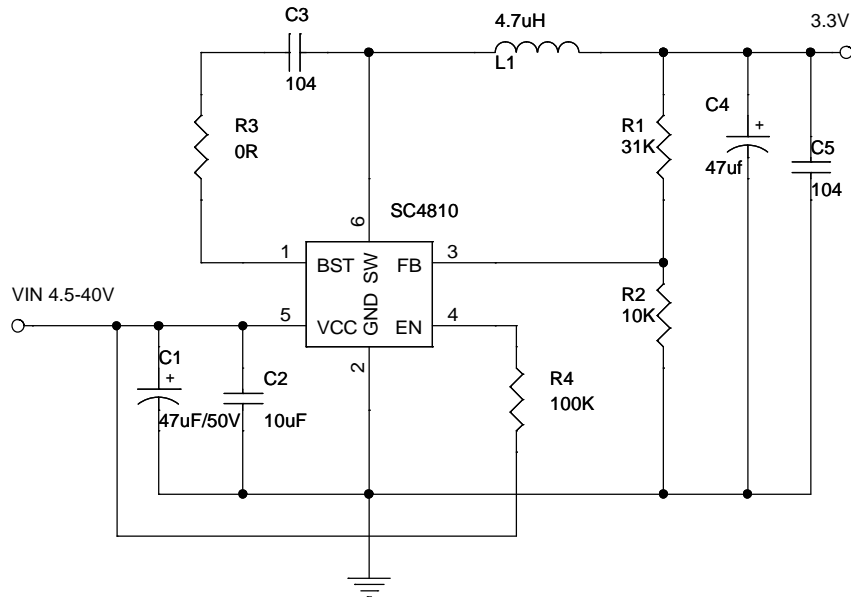 C3
4.7uH
3.3V
104
L1
R3
0R
C4
+
R1
31K
47uf
C5
104
SC4810
6
1
BST
SW
FB
3
VIN 4.5-40V
R2
10K
5
VCC
GND
EN
4
C1
+
47uF/50V
C2
10uF
2
R4
100K